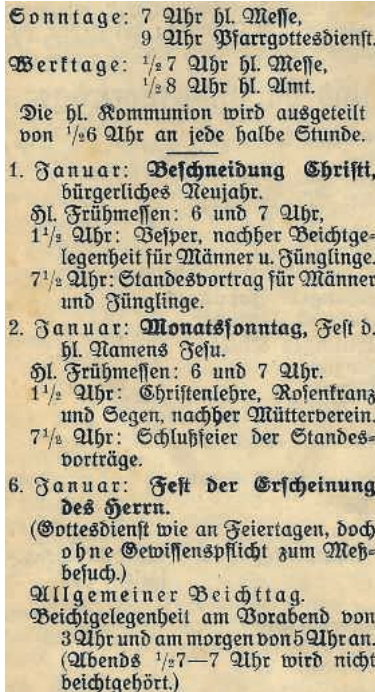 Sonntage: 7 Uhr hl. Messe,
9 Uhr Pfarrgottesdienst.
Werktage: ½7 Uhr hl. Messe,
½8 Uhr hl. Amt.
Die hl. Kommunion wird ausgeteilt
von ½6 Uhr an jede halbe Stunde.
1. Januar: Beschneidung Christi,
bürgerliches Neujahr.
Hl. Frühmessen: 6 und 7 Uhr,
1½ Uhr: Vesper, nachher Beichtge-
legenheit für Männer u. Jünglinge.
7½ Uhr: Standesvortrag für Männer
und Jünglinge.
2. Januar: Monatssonntag, Fest d.
hl. Namens Jesu.
Hl. Frühmessen: 6 und 7 Uhr.
1½ Uhr: Christenlehre, Rosenkranz
und Segen, nachher Mütterverein.
7½ Uhr: Schlußfeier der Standes-
vorträge.
6. Januar: Fest der Erscheinung
des Herrn.
(Gottesdienst wie an Feiertagen, doch
ohne Gewissenspflicht zum Meß-
besuch.)
Allgemeiner Beichttag.
Beichtgelegenheit am Vorabend von
3 Uhr und am morgen von 5 Uhr an.
(Abends ½7—7 Uhr wird nicht
beichtgehört.)